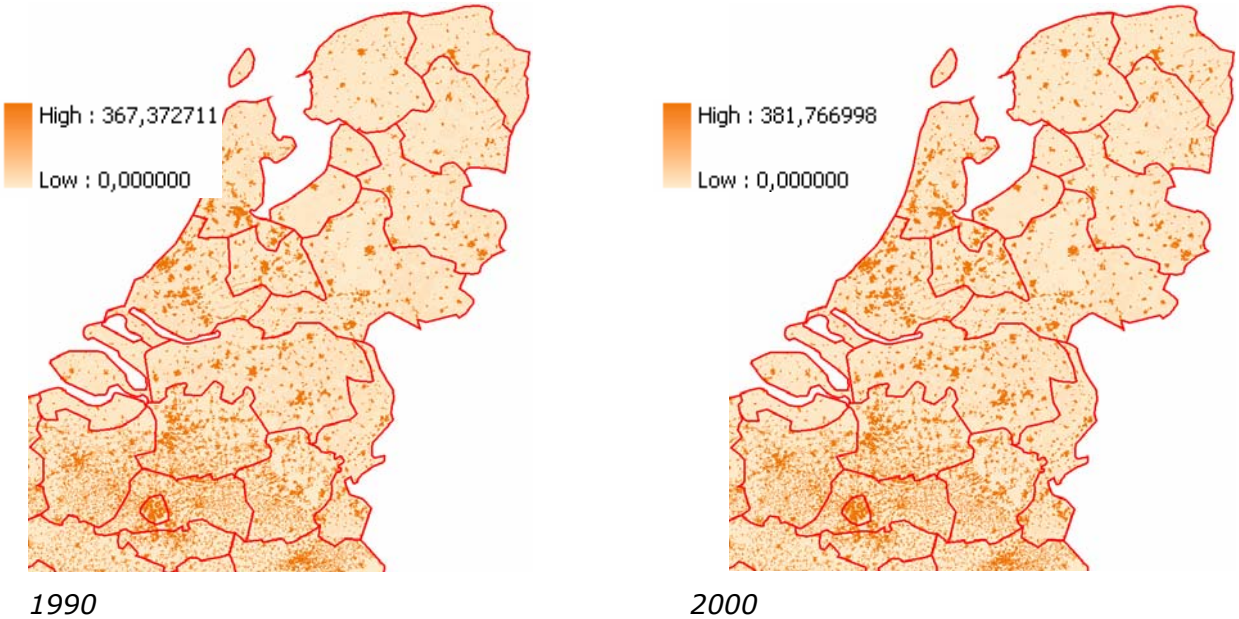 High : 367,372711
Low : 0,000000
High : 381,766998
Low : 0,000000
1990
2000